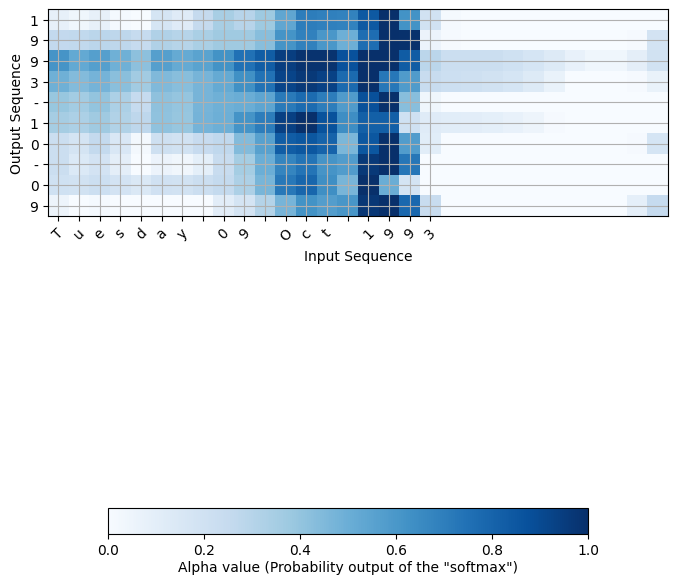 Output Sequence
1
9
9
3
-
1
0
-
0
9
T u e s d a y 0 9 O c t 1 9 9 3
Input Sequence
0.0 0.2 0.4 0.6 0.8 1.0
Alpha value (Probability output of the "softmax")